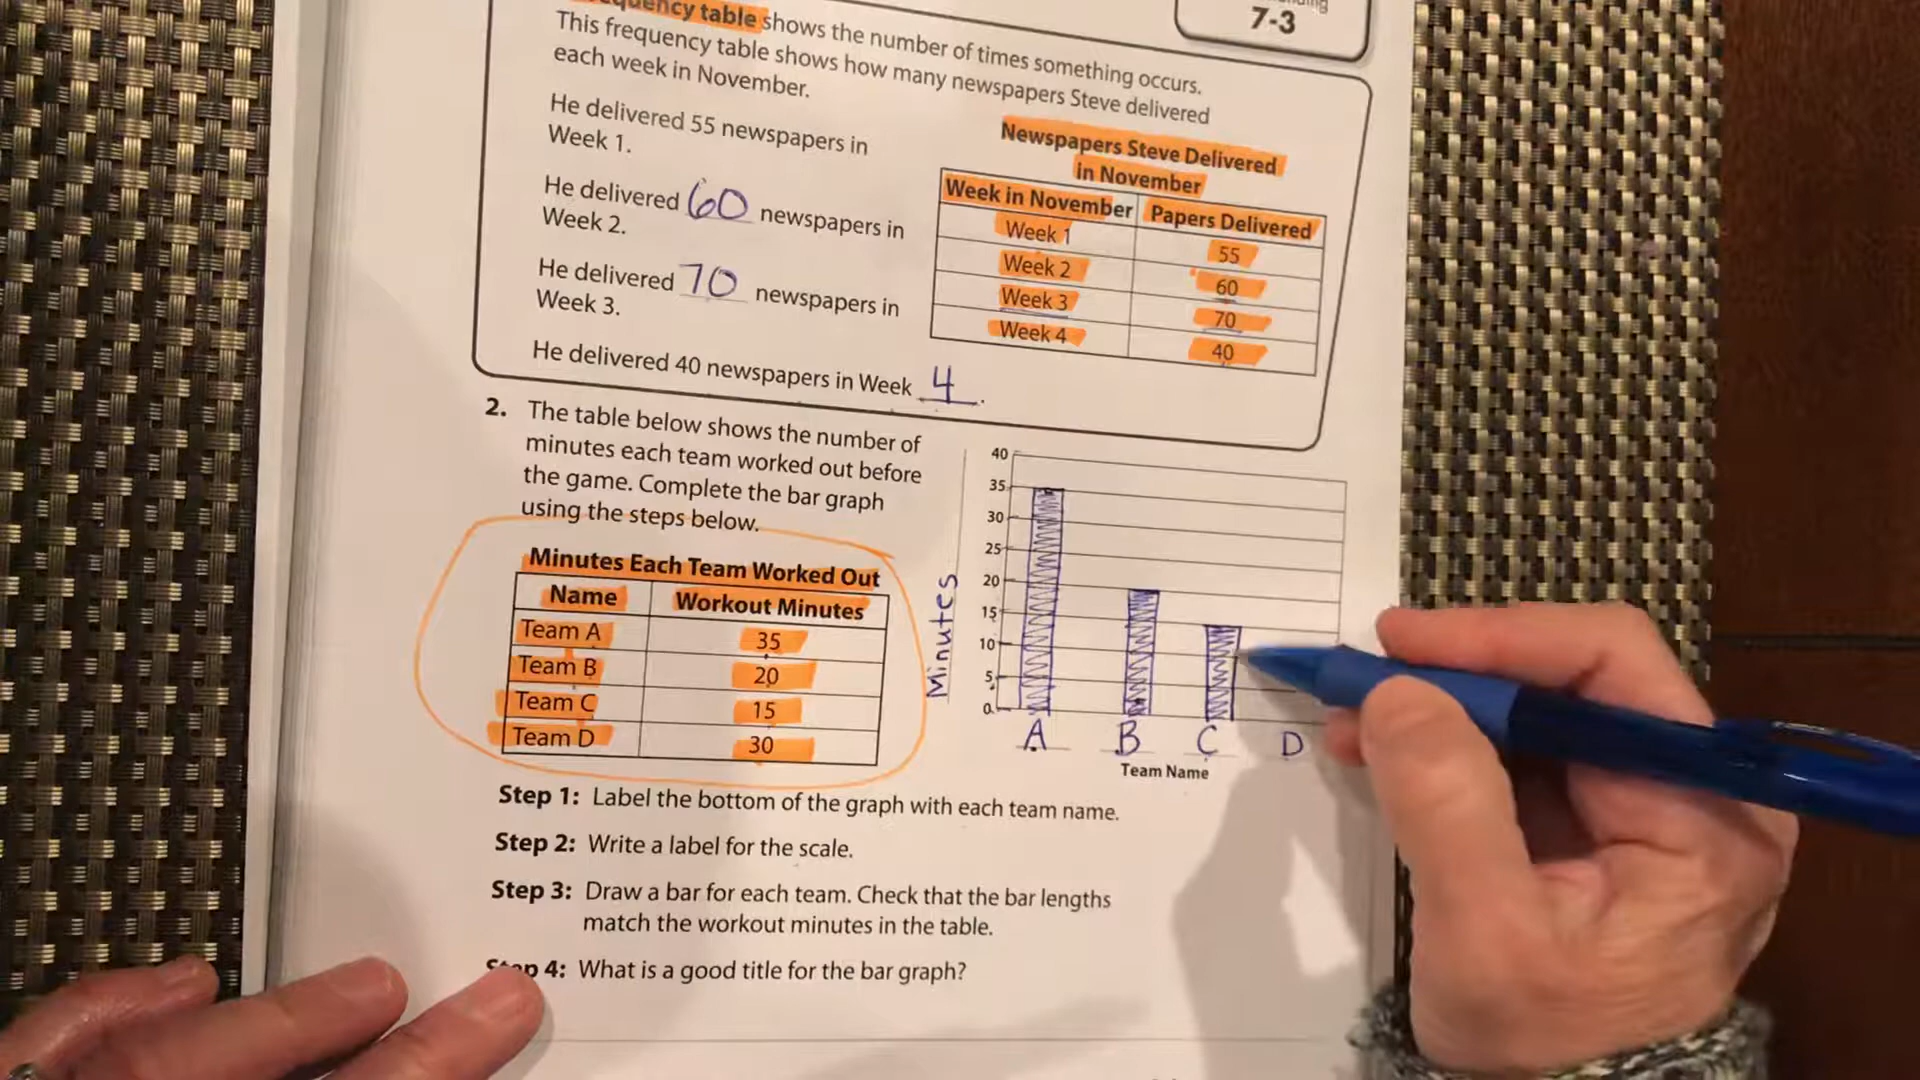 7-3
table shows the number of times something occurs.
This frequency table shows how many newspapers Steve delivered
each week in November.
He delivered 55 newspapers in
Week 1.
He delivered 60 newspapers in
Week 2.
He delivered 70 newspapers in
Week 3.
He delivered 40 newspapers in Week 4.
Newspapers Steve Delivered
in November
Week in November Papers Delivered
Week 1 55
Week 2 60
Week 3 70
Week 4 40
2. The table below shows the number of
minutes each team worked out before
the game. Complete the bar graph
using the steps below.
Minutes Each Team Worked Out
Name Workout Minutes
Team A 35
Team B 20
Team C 15
Team D 30
Minutes
40
35
30
25
20
15
10
5
0
A B C D
Team Name
Step 1: Label the bottom of the graph with each team name.
Step 2: Write a label for the scale.
Step 3: Draw a bar for each team. Check that the bar lengths
match the workout minutes in the table.
Step 4: What is a good title for the bar graph?